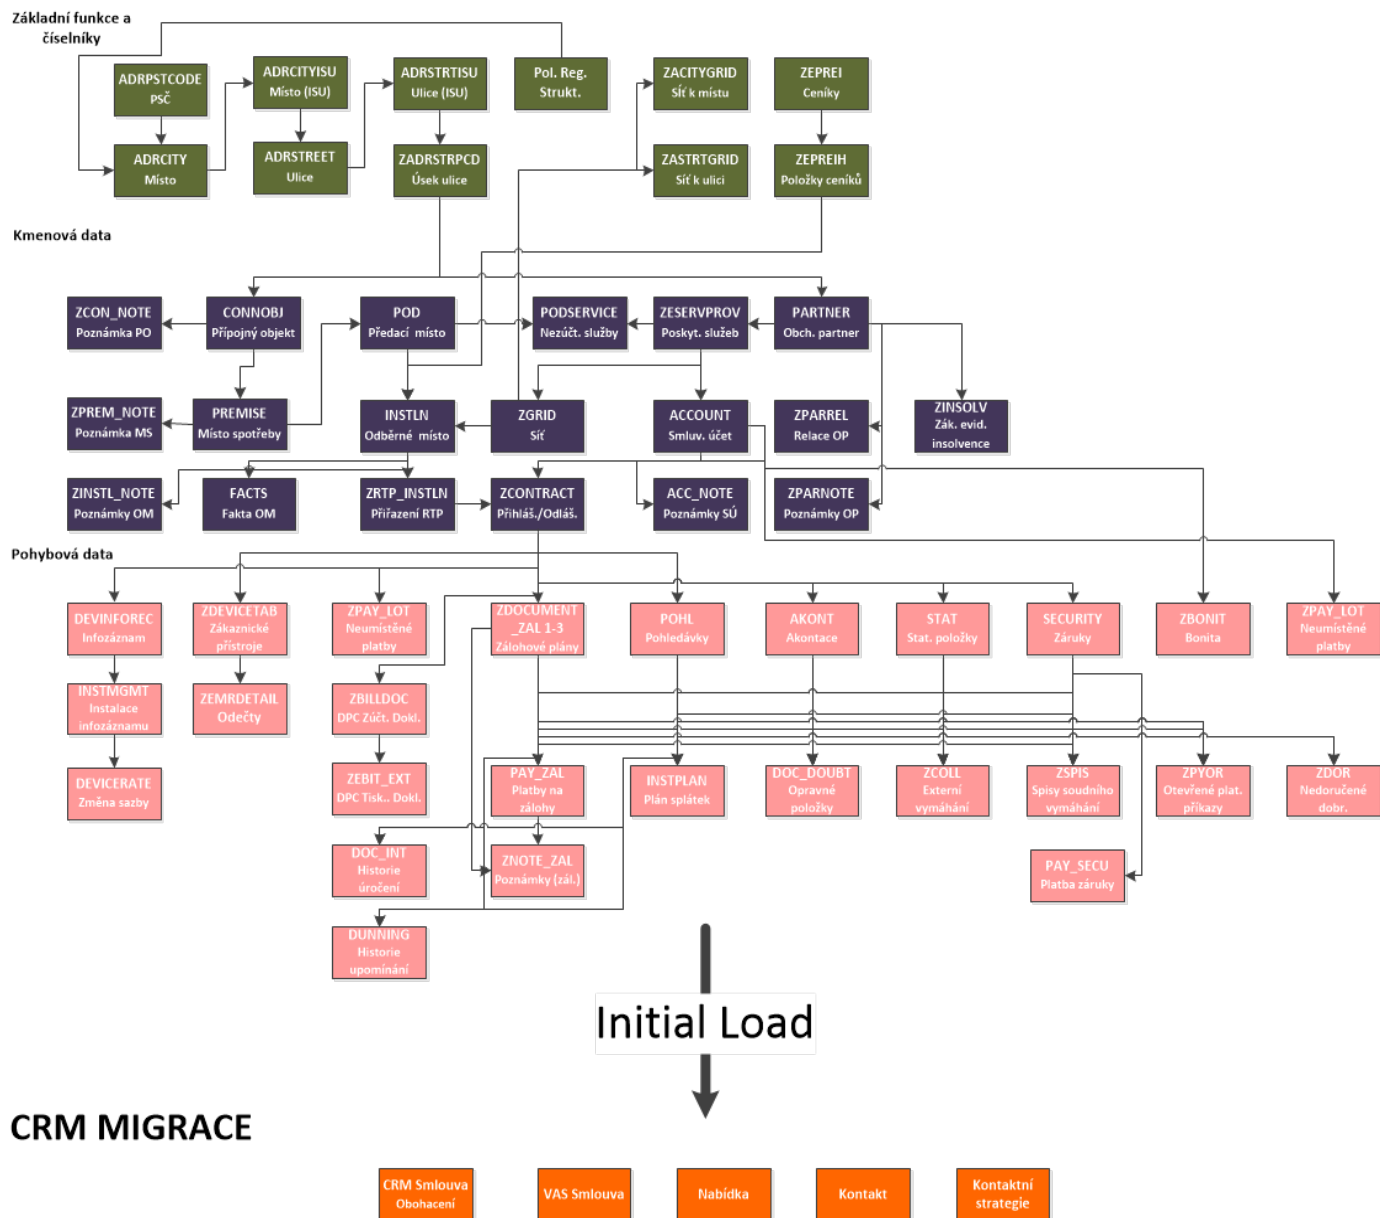 Základní funkce a
číselníky
ADRPSTCODE
PSČ
ADRCITYISU
Místo (ISU)
ADRSTRTISU
Ulice (ISU)
Pol. Reg.
Strukt.
ZACITYGRID
Síť k místu
ZEPREI
Ceníky
ADRCITY
Místo
ADRSTREET
Ulice
ZADRSTRPCD
Úsek ulice
ZASTRTGRID
Síť k ulici
ZEPREIH
Položky ceníků
Kmenová data
ZCON_NOTE
Poznámka PO
CONNOBJ
Přípojný objekt
POD
Předací místo
PODSERVICE
Nezúčt. služby
ZESERVPROV
Poskyt. služeb
PARTNER
Obch. partner
ZPREM_NOTE
Poznámka MS
PREMISE
Místo spotřeby
INSTLN
Odběrné místo
ZGRID
Síť
ACCOUNT
Smluv. účet
ZPARREL
Relace OP
ZINSOLV
Zák. evid.
insolvence
ZINSTL_NOTE
Poznámky OM
FACTS
Fakta OM
ZRTP_INSTLN
Přiřazení RTP
ZCONTRACT
Přihláš./Odláš.
ACC_NOTE
Poznámky SÚ
ZPARNOTE
Poznámky OP
Pohybová data
DEVINFOREC
Infozáznam
ZDEVICETAB
Zákaznické
přístroje
ZPAY_LOT
Neumístěné
platby
ZDOCUMENT
_ZAL 1-3
Zálohové plány
POHL
Pohledávky
AKONT
Akontace
STAT
Stat. položky
SECURITY
Záruky
ZBONIT
Bonita
ZPAY_LOT
Neumístěné
platby
INSTMGMT
Instalace
infozáznamu
ZEMRDETAIL
Odečty
ZBILLDOC
DPC Zúčt. Dokl.
DEVICERATE
Změna sazby
ZEBIT_EXT
DPC Tisk.. Dokl.
PAY_ZAL
Platby na
zálohy
INSTPLAN
Plán splátek
DOC_DOUBT
Opravné
položky
ZCOLL
Externí
vymáhání
ZSPIS
Spisy soudního
vymáhání
ZPYOR
Otevřené plat.
příkazy
ZDOR
Nedoručené
dobr.
DOC_INT
Historie
úročení
ZNOTE_ZAL
Poznámky (zál.)
PAY_SECU
Platba záruky
DUNNING
Historie
upomínání
Initial Load
CRM MIGRACE
CRM Smlouva
Obohacení
VAS Smlouva
Nabídka
Kontakt
Kontaktní
strategie